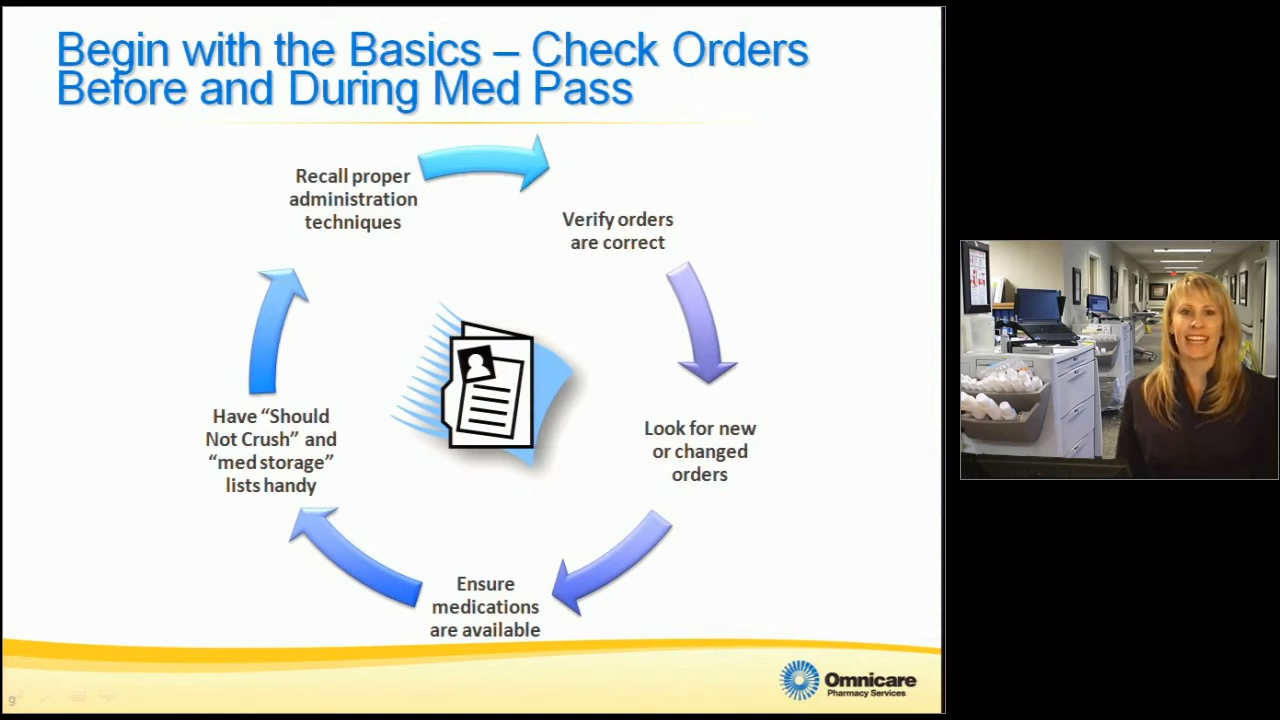 Begin with the Basics – Check Orders
Before and During Med Pass
Recall proper
administration
techniques
Verify orders
are correct
Look for new
or changed
orders
Ensure
medications
are available
Have “Should
Not Crush” and
“med storage”
lists handy
9
Omnicare
Pharmacy Services